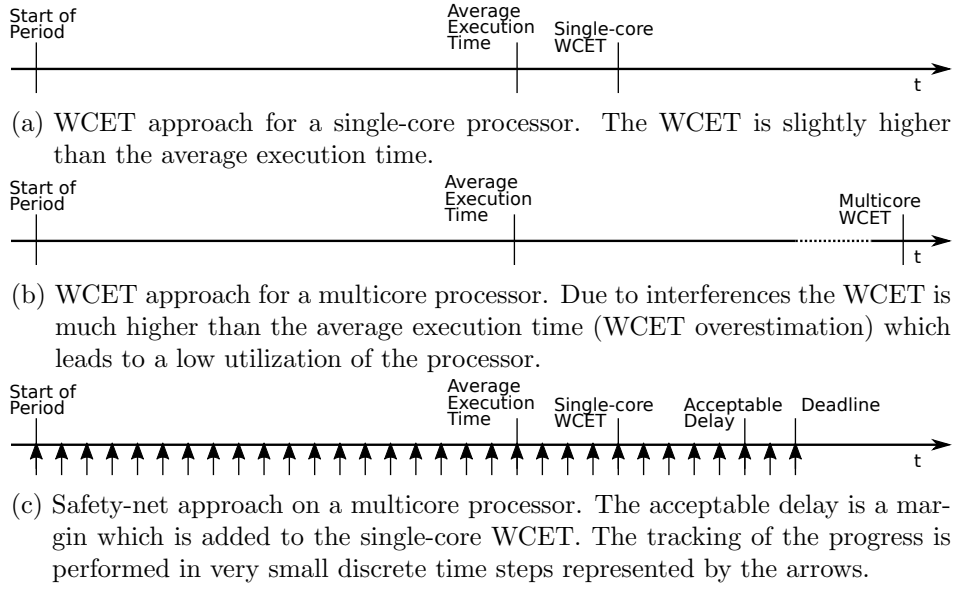 Start of
Period
Average
Execution
Time
Single-core
WCET
t
(a) WCET approach for a single-core processor. The WCET is slightly higher
than the average execution time.
Start of
Period
Average
Execution
Time
Multicore
WCET
t
(b) WCET approach for a multicore processor. Due to interferences the WCET is
much higher than the average execution time (WCET overestimation) which
leads to a low utilization of the processor.
Start of
Period
Average
Execution
Time
Single-core
WCET
Acceptable
Delay
Deadline
t
(c) Safety-net approach on a multicore processor. The acceptable delay is a mar-
gin which is added to the single-core WCET. The tracking of the progress is
performed in very small discrete time steps represented by the arrows.